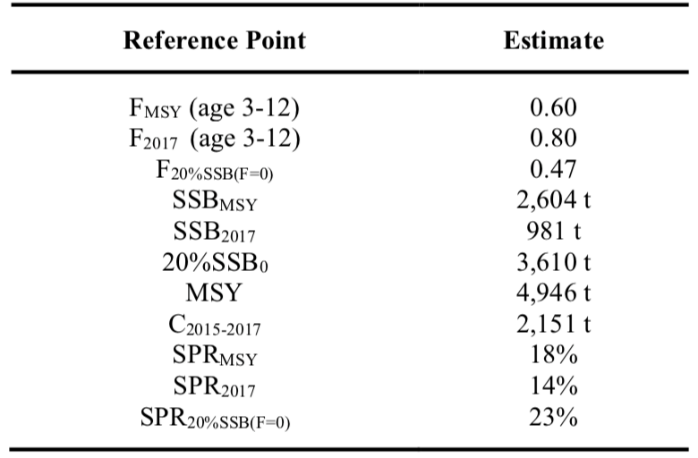 Reference Point Estimate
FMSY (age 3-12) 0.60
F2017 (age 3-12) 0.80
F20%SSB(F=0) 0.47
SSBMSY 2,604 t
SSB2017 981 t
20%SSB0 3,610 t
MSY 4,946 t
C2015-2017 2,151 t
SPRMSY 18%
SPR2017 14%
SPR20%SSB(F=0) 23%